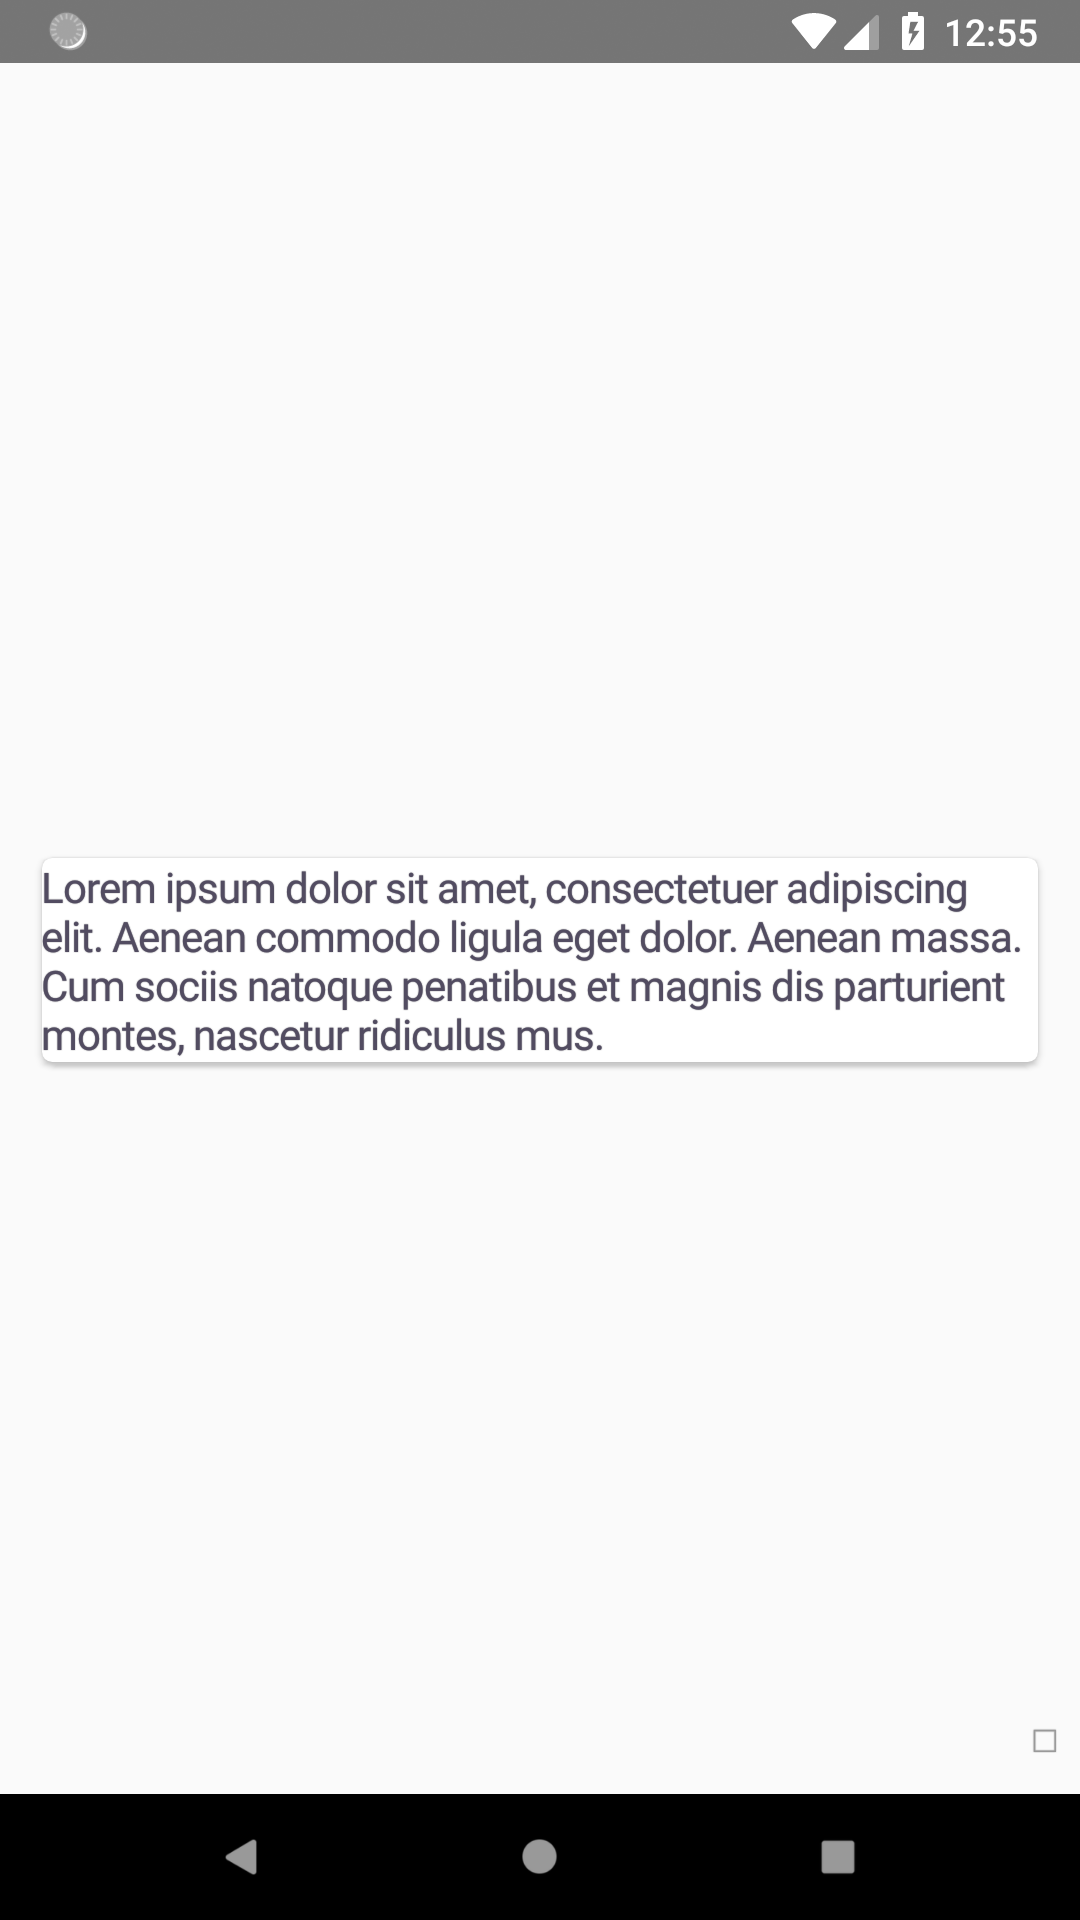 12:55
Lorem ipsum dolor sit amet, consectetuer adipiscing
elit. Aenean commodo ligula eget dolor. Aenean massa.
Cum sociis natoque penatibus et magnis dis parturient
montes, nascetur ridiculus mus.